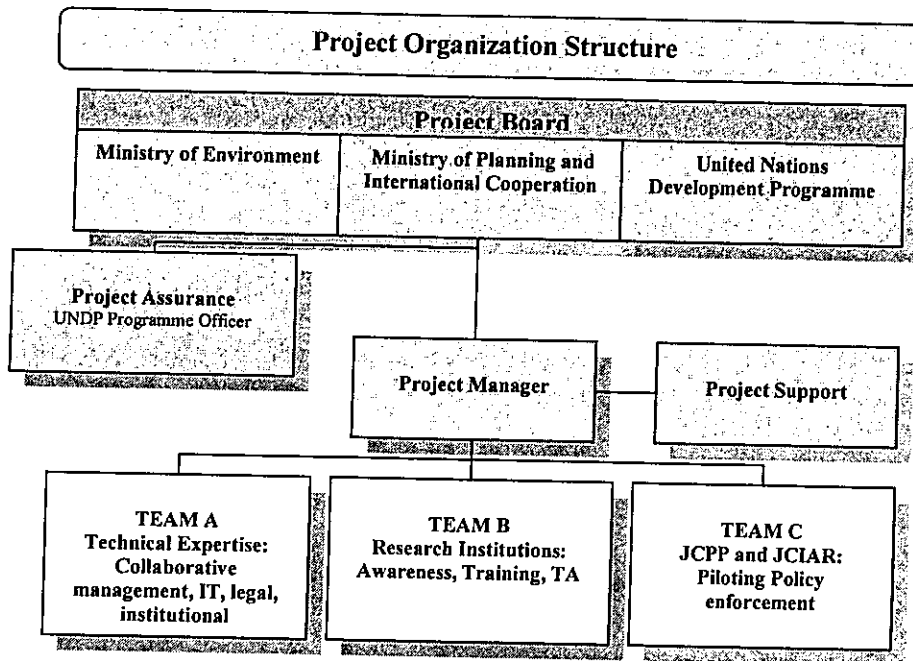 Project Organization Structure
Project Board
Ministry of Environment
Ministry of Planning and
International Cooperation
United Nations
Development Programme
Project Assurance
UNDP Programme Officer
Project Manager
Project Support
TEAM A
Technical Expertise:
Collaborative
management, IT, legal,
institutional
TEAM B
Research Institutions:
Awareness, Training, TA
TEAM C
JCPP and JCIAR:
Piloting Policy
enforcement